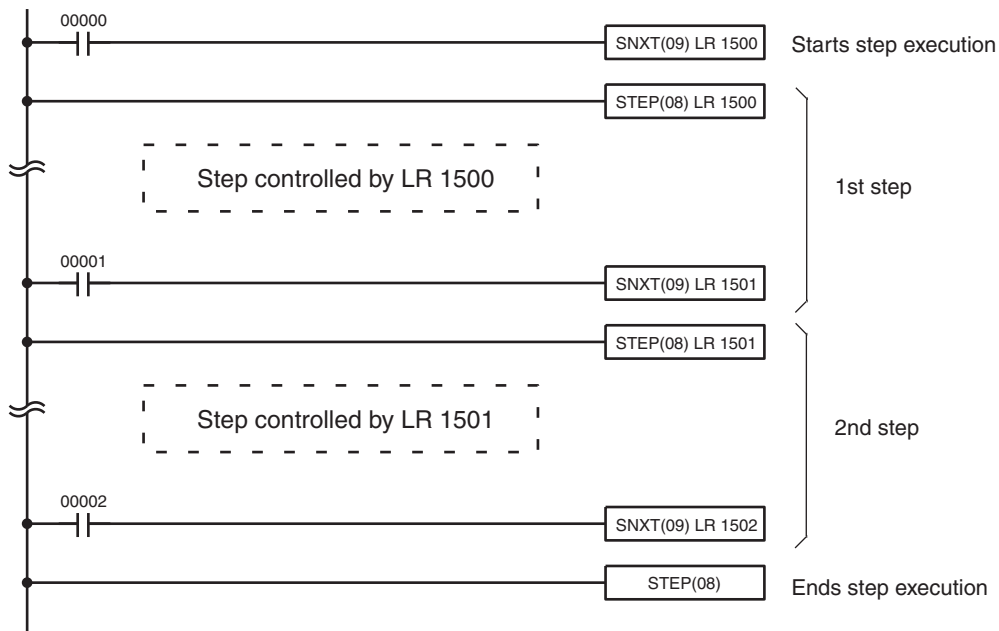 00000
SNXT(09) LR 1500
Starts step execution
STEP(08) LR 1500
Step controlled by LR 1500
1st step
00001
SNXT(09) LR 1501
STEP(08) LR 1501
Step controlled by LR 1501
2nd step
00002
SNXT(09) LR 1502
STEP(08)
Ends step execution